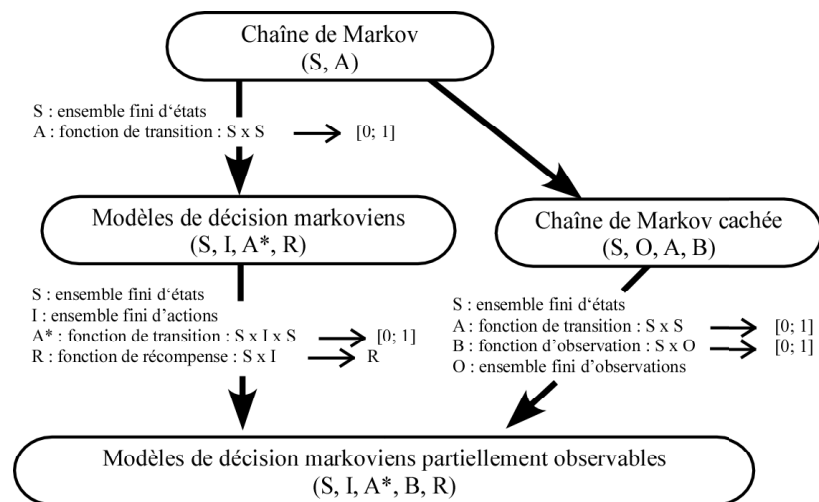 Chaîne de Markov
(S, A)
S : ensemble fini d‘états
A : fonction de transition : S x S → [0; 1]
Modèles de décision markoviens
(S, I, A*, R)
Chaîne de Markov cachée
(S, O, A, B)
S : ensemble fini d‘états
I : ensemble fini d’actions
A* : fonction de transition : S x I x S → [0; 1]
R : fonction de récompense : S x I → R
S : ensemble fini d‘états
A : fonction de transition : S x S → [0; 1]
B : fonction d’observation : S x O → [0; 1]
O : ensemble fini d’observations
Modèles de décision markoviens partiellement observables
(S, I, A*, B, R)